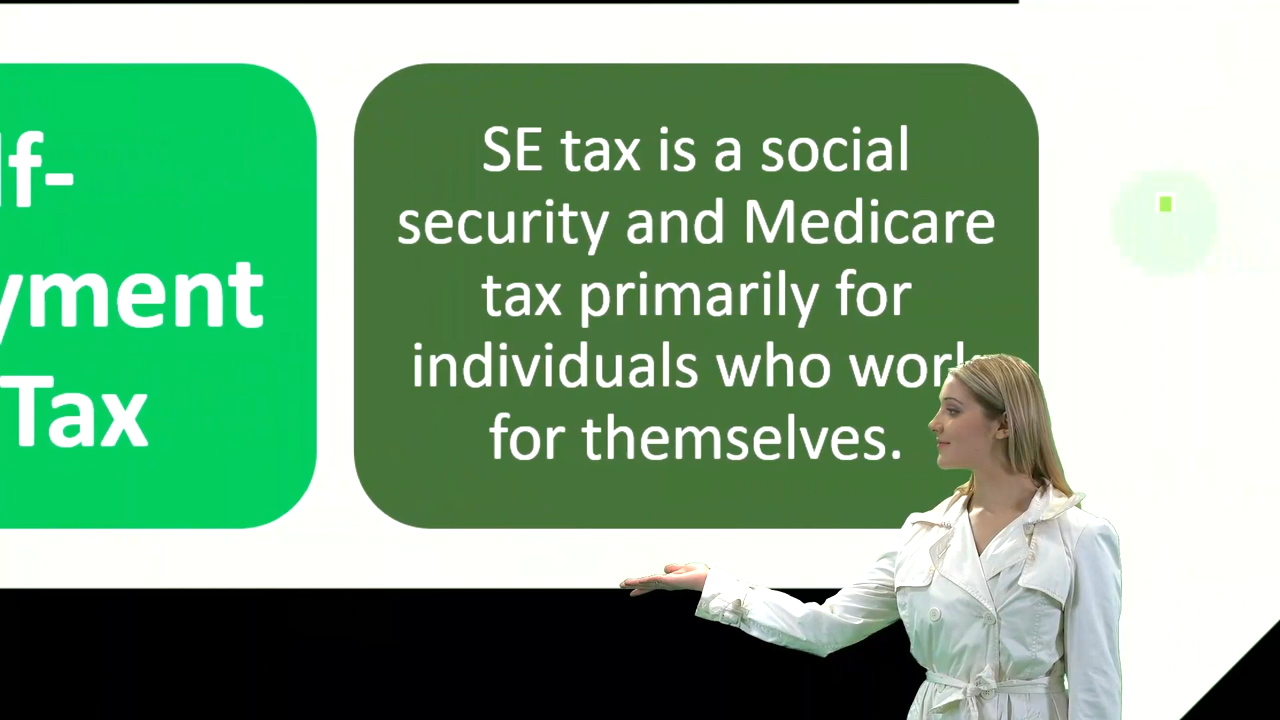 lf-
yment
Tax
SE tax is a social
security and Medicare
tax primarily for
individuals who work
for themselves.